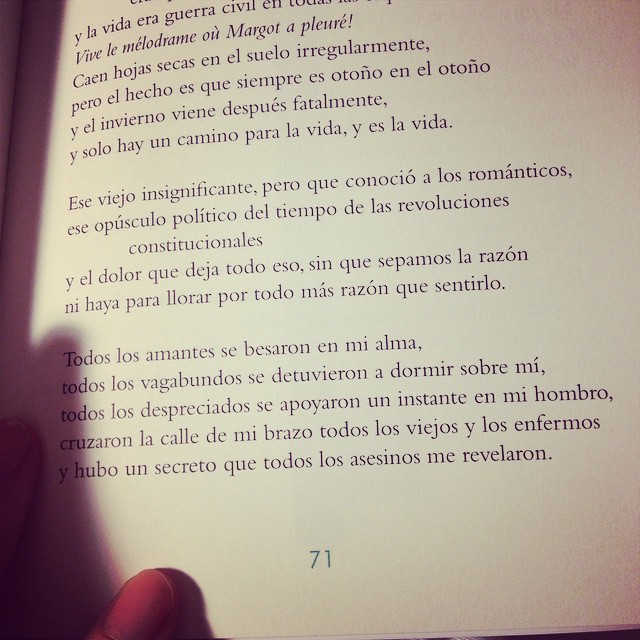 y la vida era guerra civil en todas las
Vive le mélodrame où Margot a pleuré!
Caen hojas secas en el suelo irregularmente,
pero el hecho es que siempre es otoño en el otoño
y el invierno viene después fatalmente,
y solo hay un camino para la vida, y es la vida.
Ese viejo insignificante, pero que conoció a los románticos,
ese opúsculo político del tiempo de las revoluciones
constitucionales
y el dolor que deja todo eso, sin que sepamos la razón
ni haya para llorar por todo más razón que sentirlo.
Todos los amantes se besaron en mi alma,
todos los vagabundos se detuvieron a dormir sobre mí,
todos los despreciados se apoyaron un instante en mi hombro,
cruzaron la calle de mi brazo todos los viejos y los enfermos
y hubo un secreto que todos los asesinos me revelaron.
71